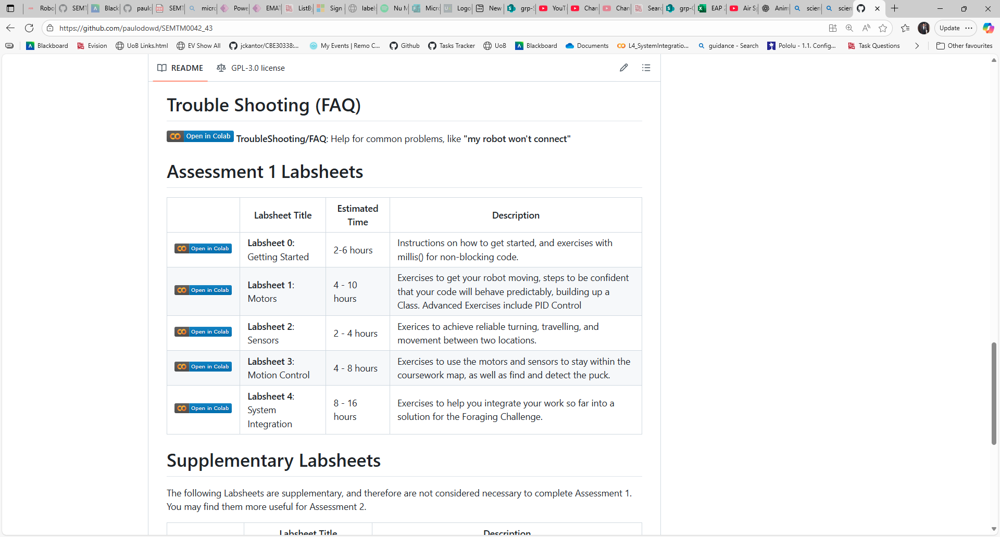 Robo
SEMT
Black
paulo
SEMT
micro
Powe
EMAT
ListBy
Sign
labels
Nu M
Micro
Logo
New
grp-S
YouT
Chan
Chan
Searc
grp-C
EAP 2
Air S
Anim
scien
scien
https://github.com/paulodowd/SEMTM0042_43
Update
Blackboard
Evision
UoB Links.html
EV Show All
jckantor/CBE30338:...
My Events | Remo C...
Github
Tasks Tracker
UoB
Blackboard
Documents
L4_SystemIntegratio...
guidance - Search
Pololu - 1.1. Config...
Task Questions
Other favourites
README
GPL-3.0 license
Trouble Shooting (FAQ)
Open in Colab TroubleShooting/FAQ: Help for common problems, like "my robot won't connect"
Assessment 1 Labsheets
Labsheet Title
Estimated
Time
Description
Open in Colab
Labsheet 0:
Getting Started
2-6 hours
Instructions on how to get started, and exercises with
millis() for non-blocking code.
Open in Colab
Labsheet 1:
Motors
4 - 10
hours
Exercises to get your robot moving, steps to be confident
that your code will behave predictably, building up a
Class. Advanced Exercises include PID Control
Open in Colab
Labsheet 2:
Sensors
2 - 4 hours
Exerices to achieve reliable turning, travelling, and
movement between two locations.
Open in Colab
Labsheet 3:
Motion Control
4 - 8 hours
Exercises to use the motors and sensors to stay within the
coursework map, as well as find and detect the puck.
Open in Colab
Labsheet 4:
System
Integration
8 - 16
hours
Exercises to help you integrate your work so far into a
solution for the Foraging Challenge.
Supplementary Labsheets
The following Labsheets are supplementary, and therefore are not considered necessary to complete Assessment 1.
You may find them more useful for Assessment 2.
Labsheet Title
Description